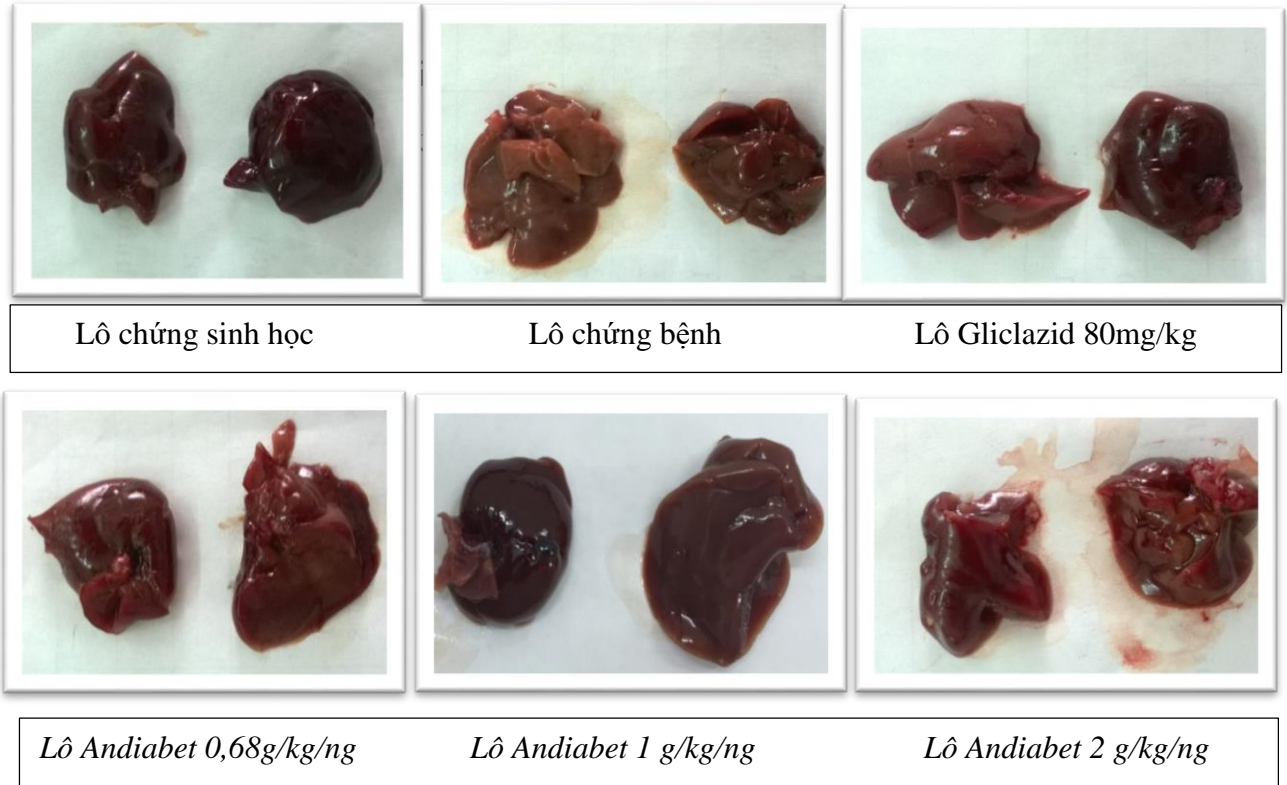 Lô chứng sinh học Lô chứng bệnh Lô Gliclazid 80mg/kg
Lô Andiabet 0,68g/kg/ng Lô Andiabet 1 g/kg/ng Lô Andiabet 2 g/kg/ng